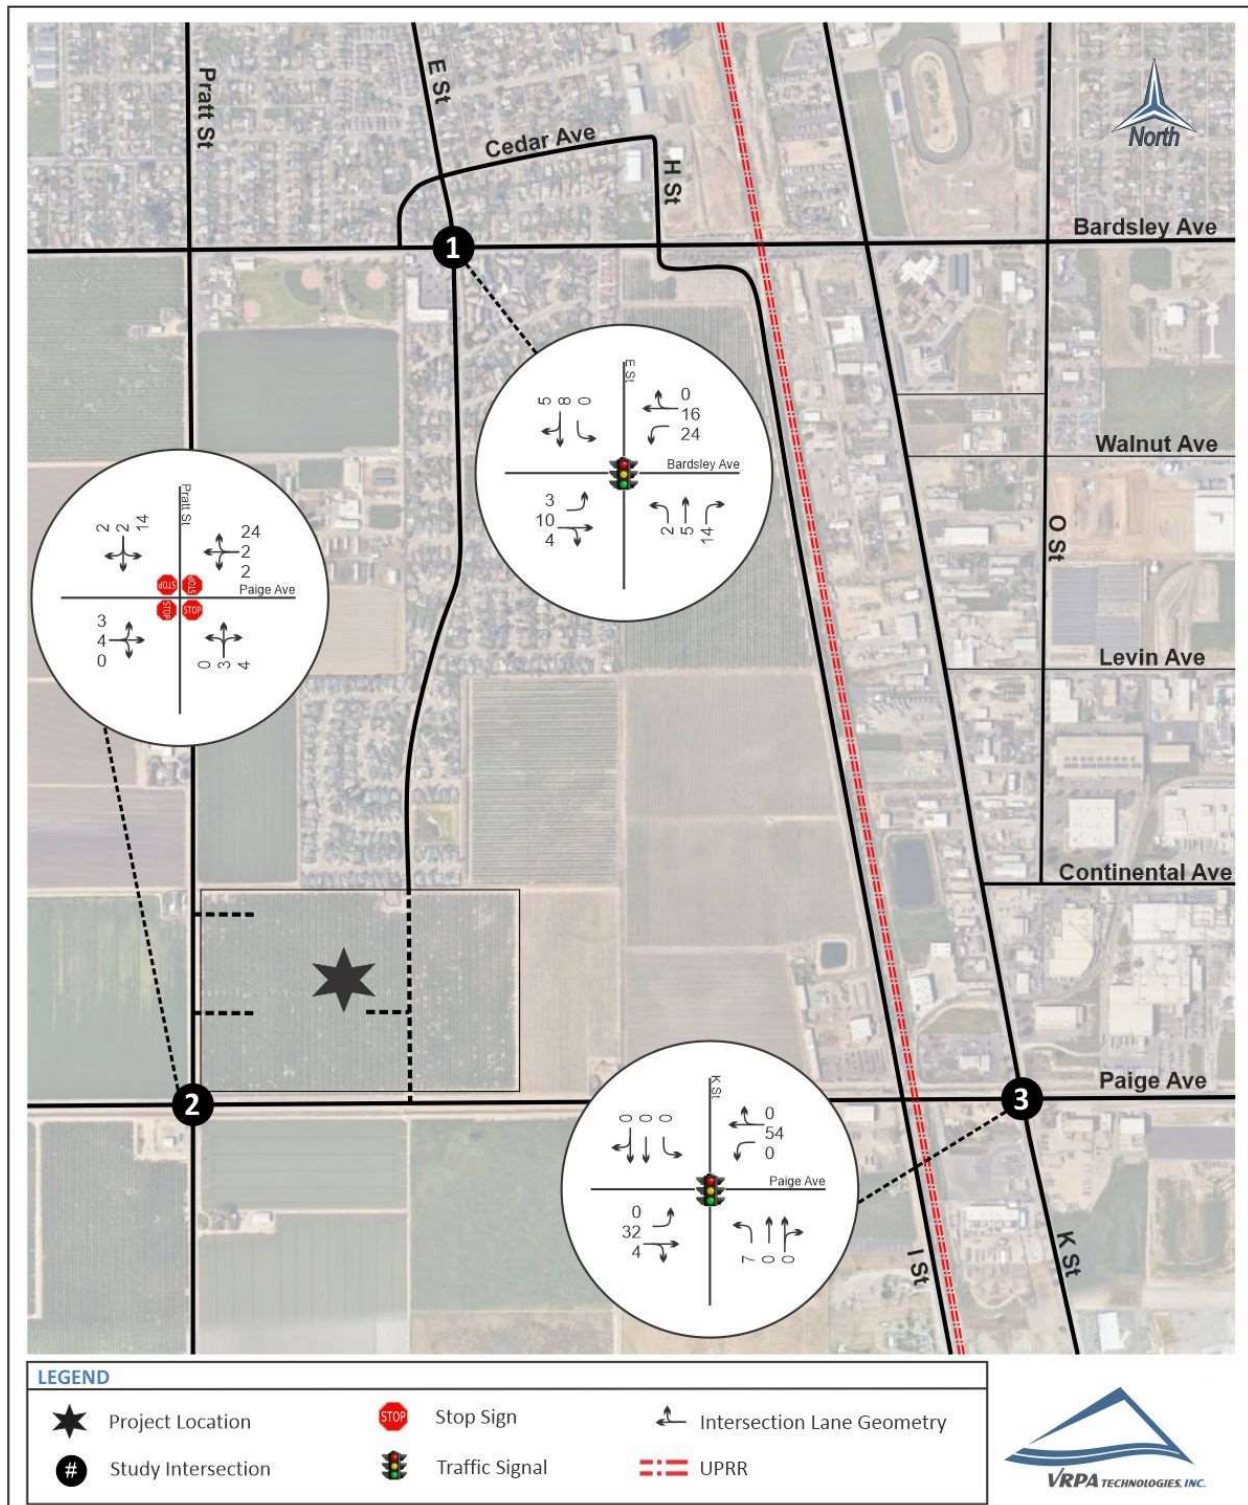 Pratt St
E St
Cedar Ave
H St
North
Bardsley Ave
1
E St
5 8 0
0
16
24
Bardsley Ave
3
10
4
2 5 14
Walnut Ave
O St
Pratt St
2 2 14
24
2
2
STOP STOP
Paige Ave
STOP STOP
3
4
0
0 3 4
Levin Ave
Continental Ave
Paige Ave
2
3
K St
0 0 0
0
54
0
Paige Ave
0
32
4
7 0 0
I St
K St
LEGEND
Project Location
STOP Stop Sign
Intersection Lane Geometry
# Study Intersection
Traffic Signal
UPRR
VRPA TECHNOLOGIES, INC.